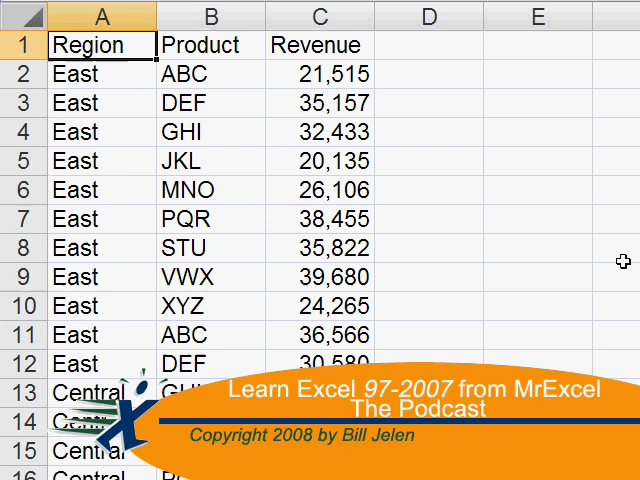 A B C D E
1 Region Product Revenue
2 East ABC 21,515
3 East DEF 35,157
4 East GHI 32,433
5 East JKL 20,135
6 East MNO 26,106
7 East PQR 38,455
8 East STU 35,822
9 East VWX 39,680
10 East XYZ 24,265
11 East ABC 36,566
12 East DEF 30,580
13 Central
14 Central
15 Central
16 Central
Learn Excel 97-2007 from MrExcel
The Podcast
Copyright 2008 by Bill Jelen